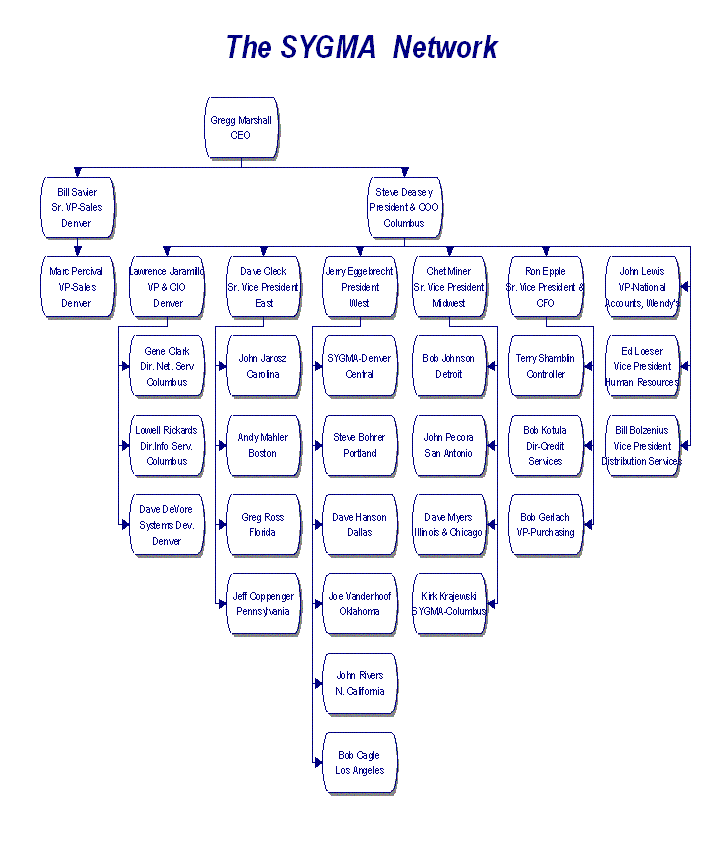 The SYGMA Network
Gregg Marshall
CEO
Bill Savier
Sr. VP-Sales
Denver
Steve Deasey
President & COO
Columbus
Marc Percival
VP-Sales
Denver
Lawrence Jaramillo
VP & CIO
Denver
Dave Cleck
Sr. Vice President
East
Jerry Eggebrecht
President
West
Chet Miner
Sr. Vice President
Midwest
Ron Epple
Sr. Vice President &
CFO
John Lewis
VP-National
Accounts, Wendy's
Gene Clark
Dir. Net. Serv
Columbus
John Jarosz
Carolina
SYGMA-Denver
Central
Bob Johnson
Detroit
Terry Shamblin
Controller
Ed Loeser
Vice President
Human Resources
Lowell Rickards
Dir.Info Serv.
Columbus
Andy Mahler
Boston
Steve Bohrer
Portland
John Pecora
San Antonio
Bob Kotula
Dir-Credit
Services
Bill Bolzenius
Vice President
Distribution Services
Dave DeVore
Systems Dev.
Denver
Greg Ross
Florida
Dave Hanson
Dallas
Dave Myers
Illinois & Chicago
Bob Gerlach
VP-Purchasing
Jeff Coppenger
Pennsylvania
Joe Vanderhoof
Oklahoma
Kirk Krajewski
SYGMA-Columbus
John Rivers
N. California
Bob Cagle
Los Angeles